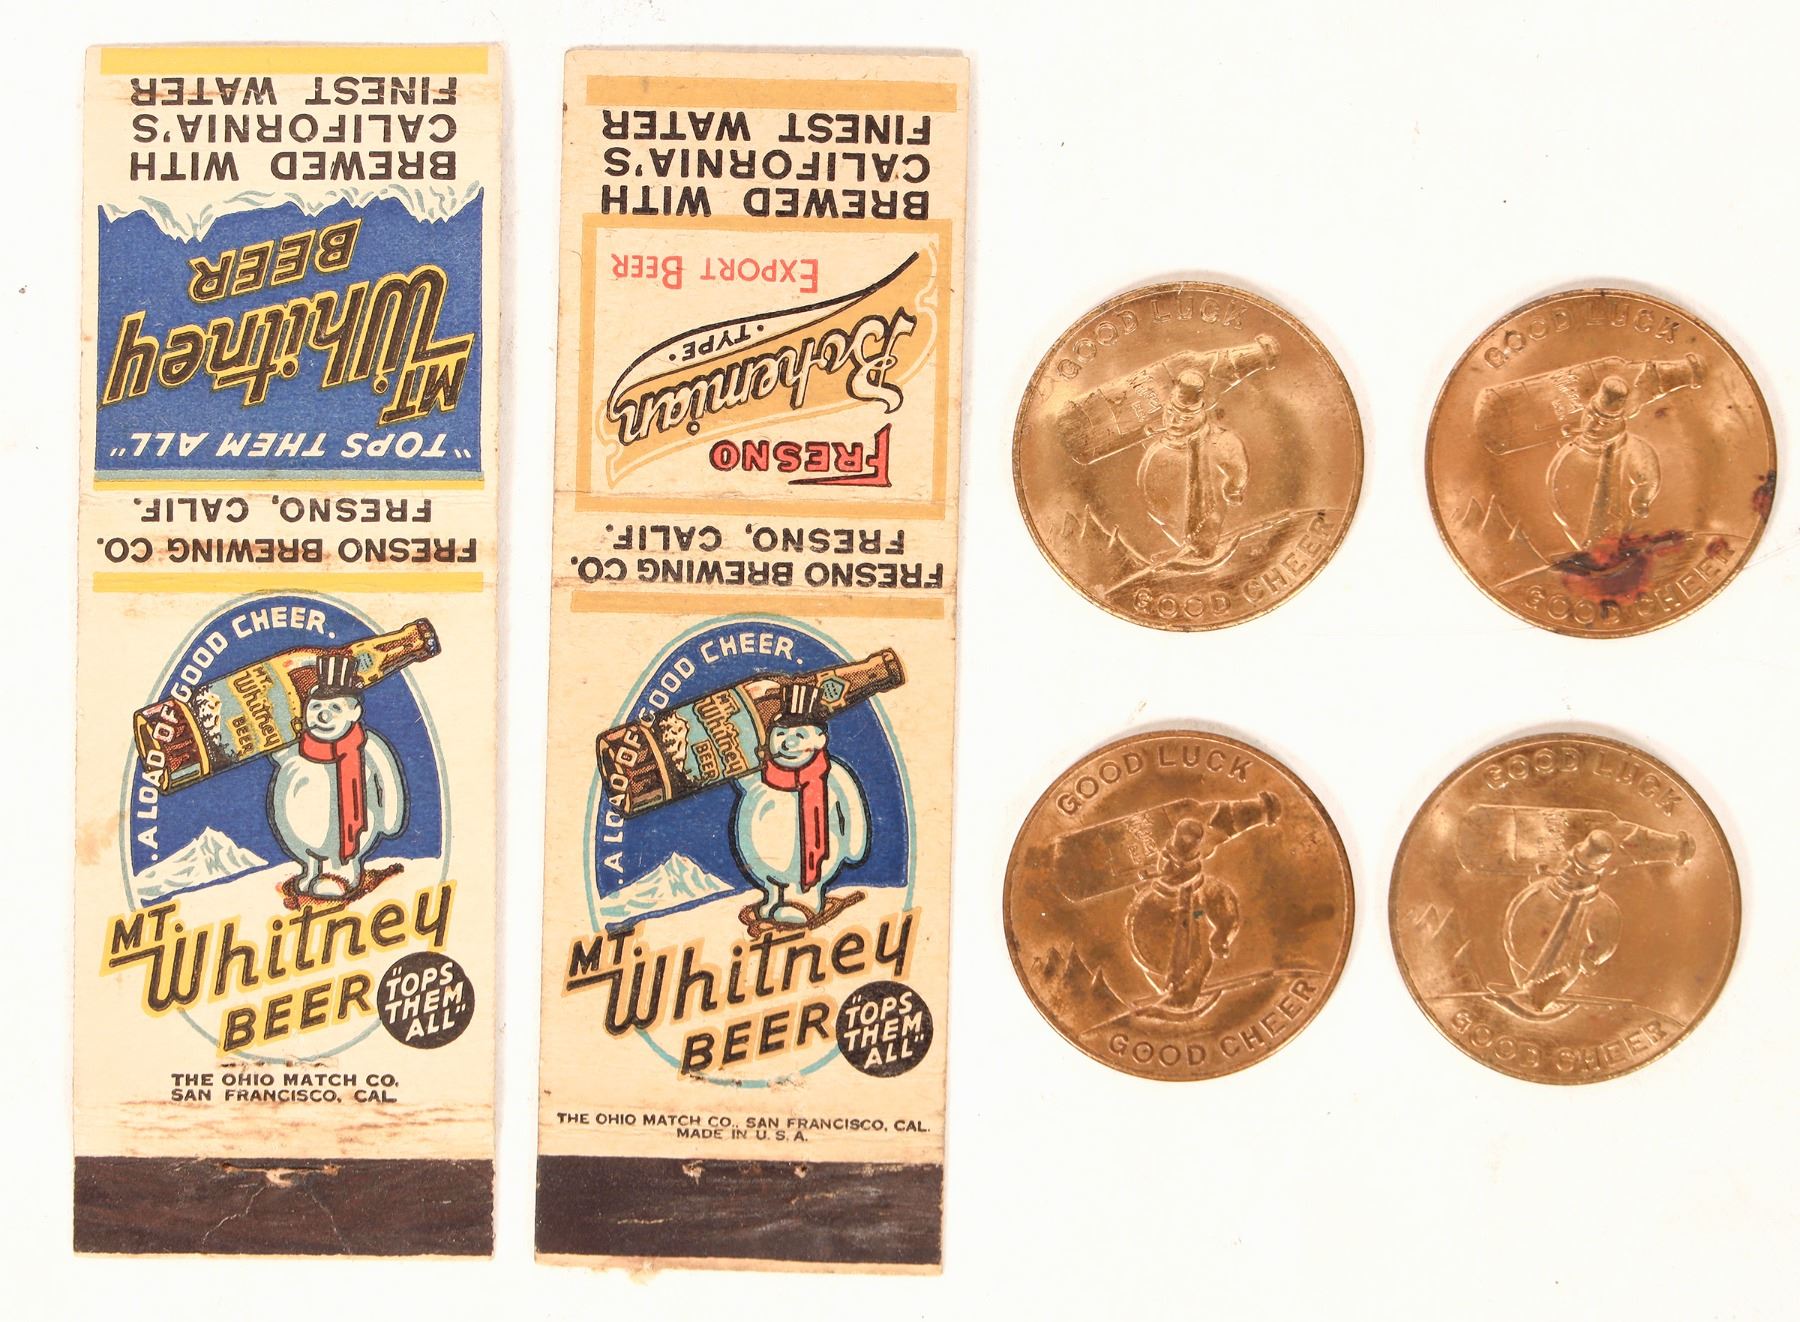 BREWED WITH
CALIFORNIA'S
FINEST WATER
"TOPS THEM ALL"
MT. Whitney
BEER
FRESNO BREWING CO.
FRESNO, CALIF.
. A LOAD OF GOOD CHEER.
MT. Whitney BEER
MT. Whitney
BEER
"TOPS
THEM
ALL"
THE OHIO MATCH CO.
SAN FRANCISCO, CAL.
BREWED WITH
CALIFORNIA'S
FINEST WATER
FRESNO
Bohemian
· TYPE ·
EXPORT BEER
FRESNO BREWING CO.
FRESNO, CALIF.
. A LOAD OF GOOD CHEER.
MT. Whitney BEER
MT. Whitney
BEER
"TOPS
THEM
ALL"
THE OHIO MATCH CO., SAN FRANCISCO, CAL.
MADE IN U.S.A.
GOOD LUCK
GOOD CHEER
GOOD LUCK
GOOD CHEER
GOOD LUCK
GOOD CHEER
GOOD LUCK
GOOD CHEER